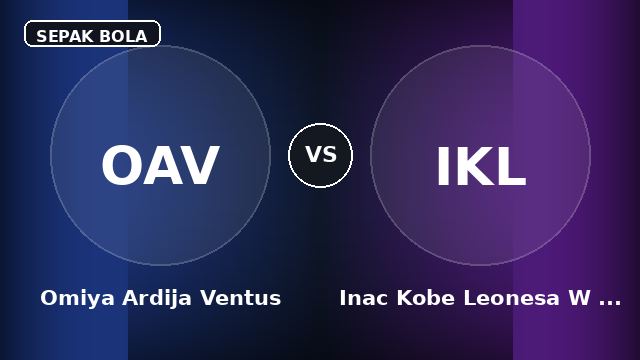 SEPAK BOLA
OAV
VS
IKL
Omiya Ardija Ventus
Inac Kobe Leonesa W ...